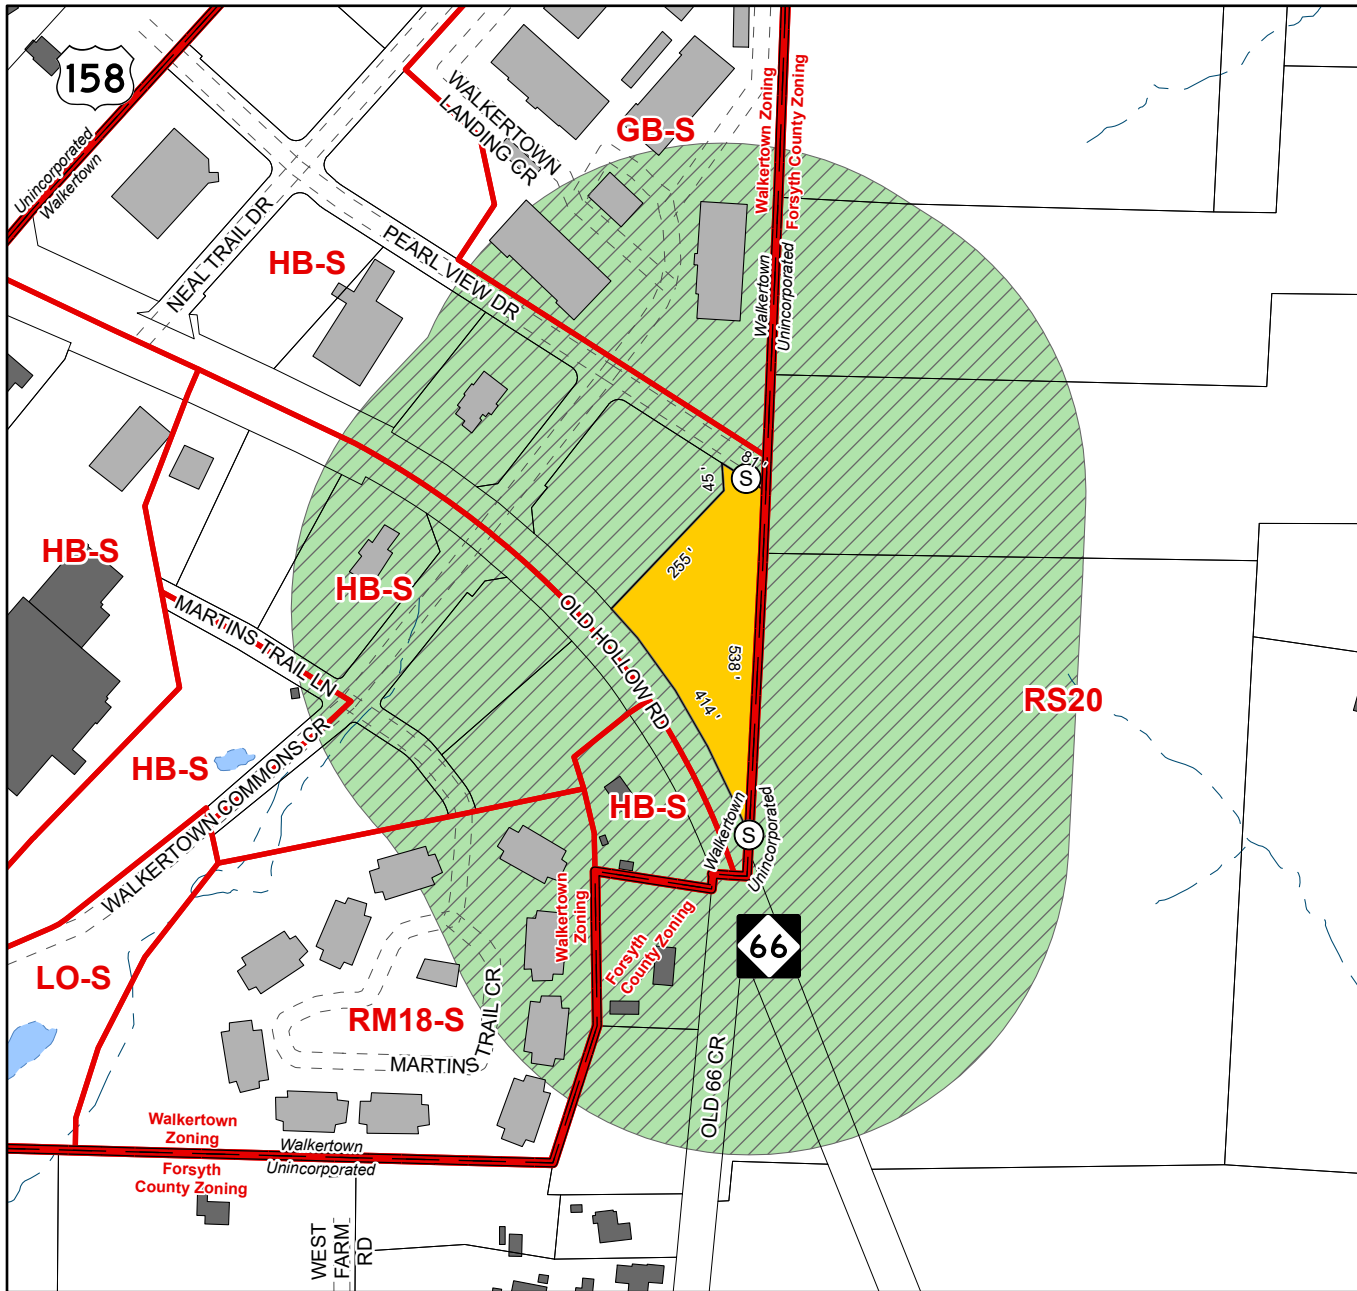 158
Unincorporated
Walkertown
WALKERTOWN
LANDING CR
GB-S
Walkertown Zoning
Forsyth County Zoning
NEAL TRAIL DR
HB-S
PEARL VIEW DR
Walkertown
Unincorporated
81'
45'
S
255'
HB-S
HB-S
MARTINS TRAIL LN
OLD HOLLOW RD
538'
414'
RS20
HB-S
WALKERTOWN COMMONS CR
HB-S
Walkertown
Unincorporated
S
Walkertown
Zoning
Forsyth
County Zoning
66
LO-S
RM18-S
MARTINS TRAIL CR
OLD 66 CR
Walkertown
Zoning
Walkertown
Unincorporated
Forsyth
County Zoning
WEST
FARM
RD